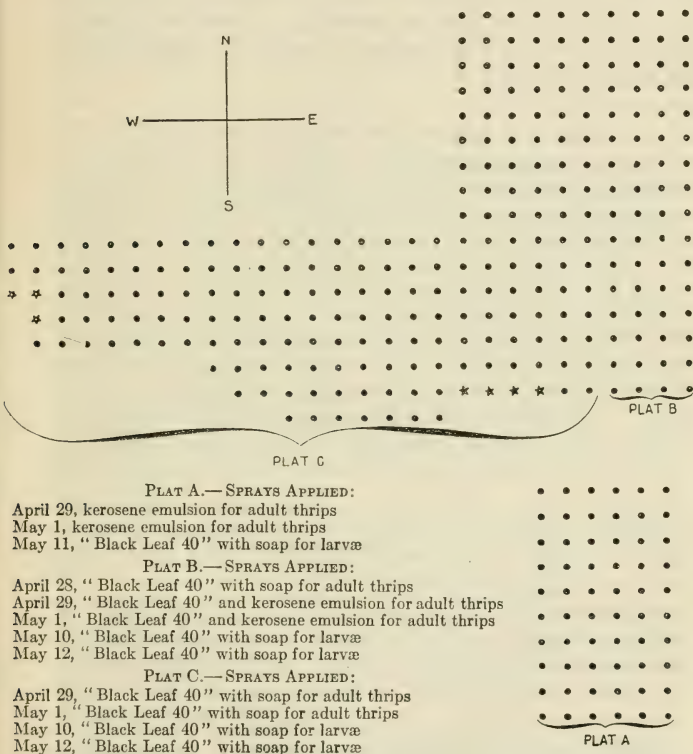 N
W E
S
PLAT B
PLAT C
PLAT A.—SPRAYS APPLIED:
April 29, kerosene emulsion for adult thrips
May 1, kerosene emulsion for adult thrips
May 11, "Black Leaf 40" with soap for larvæ
PLAT B.—SPRAYS APPLIED:
April 28, "Black Leaf 40" with soap for adult thrips
April 29, "Black Leaf 40" and kerosene emulsion for adult thrips
May 1, "Black Leaf 40" and kerosene emulsion for adult thrips
May 10, "Black Leaf 40" with soap for larvæ
May 12, "Black Leaf 40" with soap for larvæ
PLAT C.—SPRAYS APPLIED:
April 29, "Black Leaf 40" with soap for adult thrips
May 1, "Black Leaf 40" with soap for adult thrips
May 10, "Black Leaf 40" with soap for larvæ
May 12, "Black Leaf 40" with soap for larvæ
PLAT A